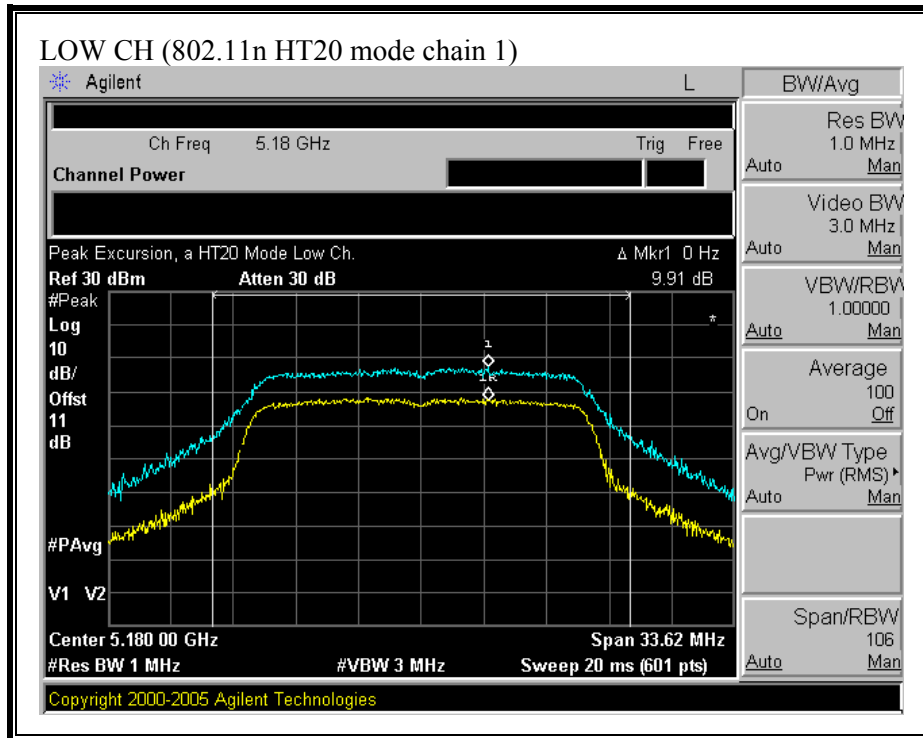 LOW CH (802.11n HT20 mode chain 1)
Agilent L
Ch Freq 5.18 GHz Trig Free
Channel Power
Peak Excursion, a HT20 Mode Low Ch.
Δ Mkr1 0 Hz
Ref 30 dBm Atten 30 dB 9.91 dB
#Peak
Log
10
dB/
Offst
11
dB
1
1R
*
#PAvg
V1 V2
Center 5.180 00 GHz Span 33.62 MHz
#Res BW 1 MHz #VBW 3 MHz Sweep 20 ms (601 pts)
Copyright 2000-2005 Agilent Technologies
BW/Avg
Res BW
1.0 MHz
Auto Man
Video BW
3.0 MHz
Auto Man
VBW/RBW
1.00000
Auto Man
Average
100
On Off
Avg/VBW Type
Pwr (RMS)
Auto Man
Span/RBW
106
Auto Man